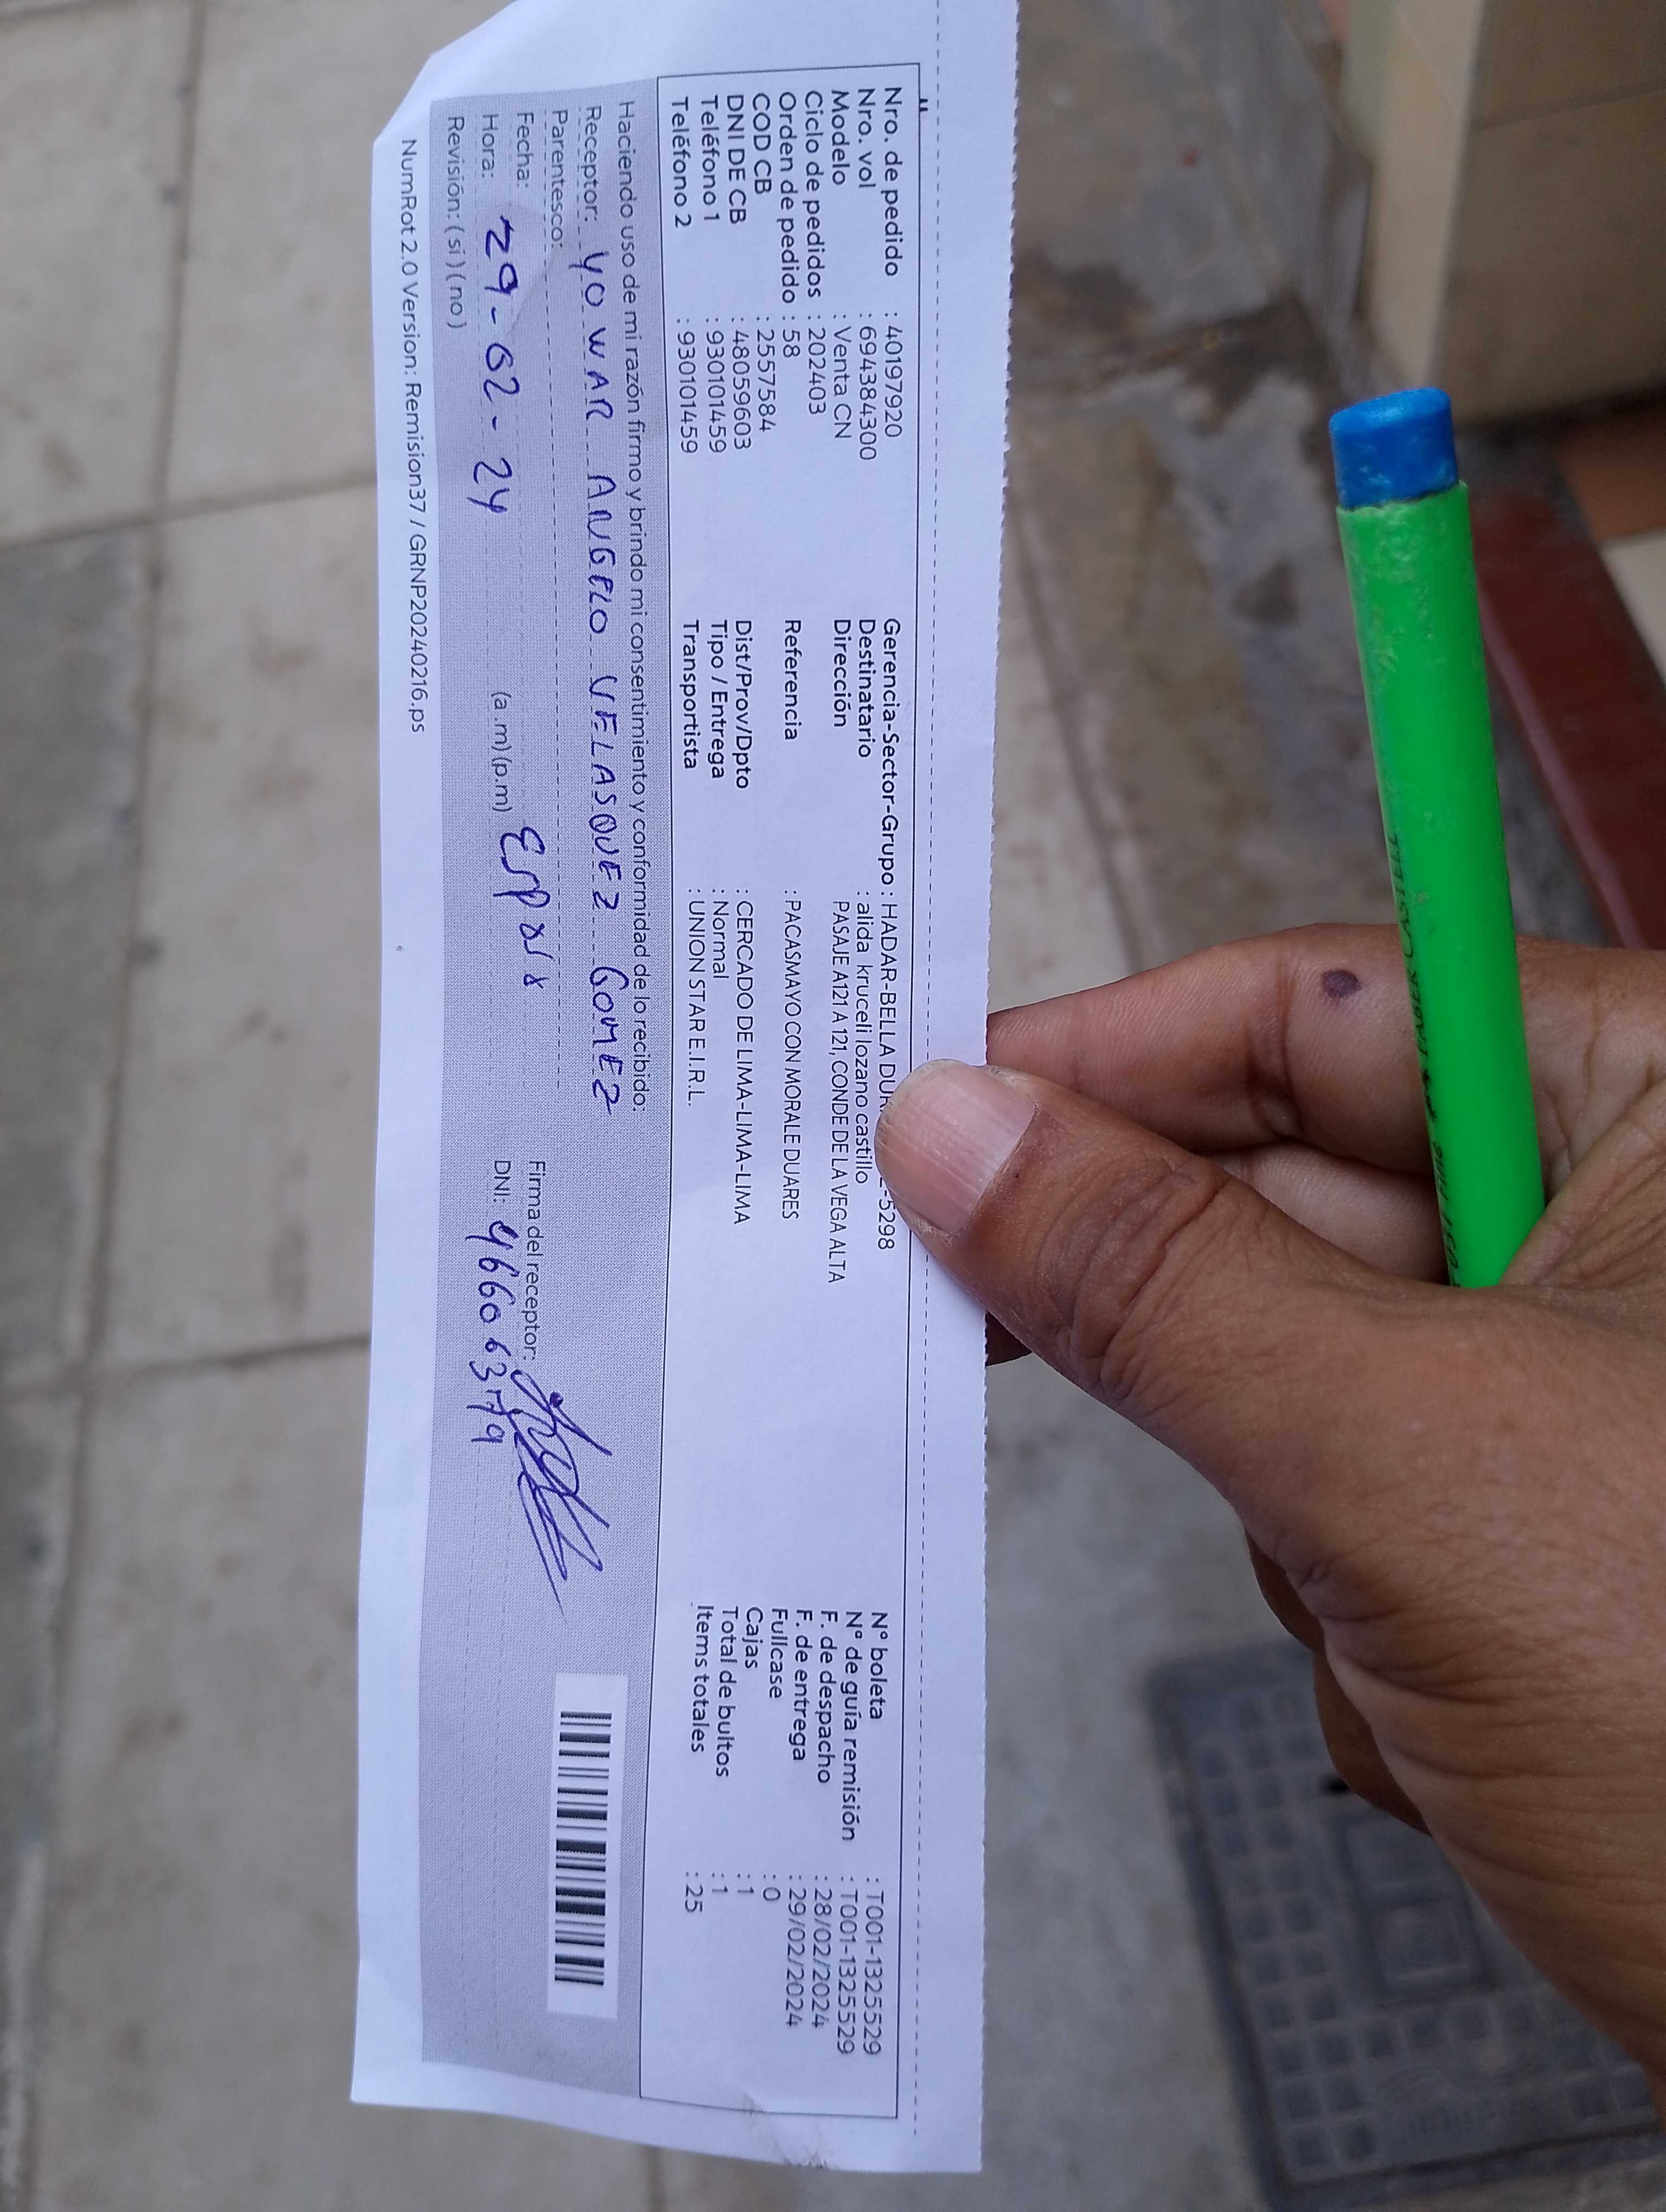 Nro. de pedido : 40197920
Nro. vol : 694384300
Modelo : Venta CN
Ciclo de pedidos : 202403
Orden de pedido : 58
COD CB : 2557584
DNI DE CB : 48059603
Teléfono 1 : 930101459
Teléfono 2 : 930101459
Gerencia-Sector-Grupo : HADAR-BELLA -5298
Destinatario : alida kruceli lozano castillo
Dirección PASAJE A121 A 121, CONDE DE LA VEGA ALTA
Referencia : PACASMAYO CON MORALE DUARES
Dist/Prov/Dpto : CERCADO DE LIMA-LIMA-LIMA
Tipo / Entrega : Normal
Transportista : UNION STAR E.I.R.L.
N° boleta : T001-1325529
Nª de guía remisión : T001-1325529
F. de despacho : 28/02/2024
F. de entrega : 29/02/2024
Fullcase : 0
Cajas : 1
Total de bultos : 1
Items totales : 25
Haciendo uso de mi razón firmo y brindo mi consentimiento y conformidad de lo recibido:
Receptor: YOWAR ANGELO VELASQUEZ GOMEZ
Parentesco:
Fecha: 29-02-24
Hora: (a.m)(p.m)
Revisión: (si) (no)
Firma del receptor:
DNI: 46606379
NumRot 2.0 Version: Remision37 / GRNP20240216.ps